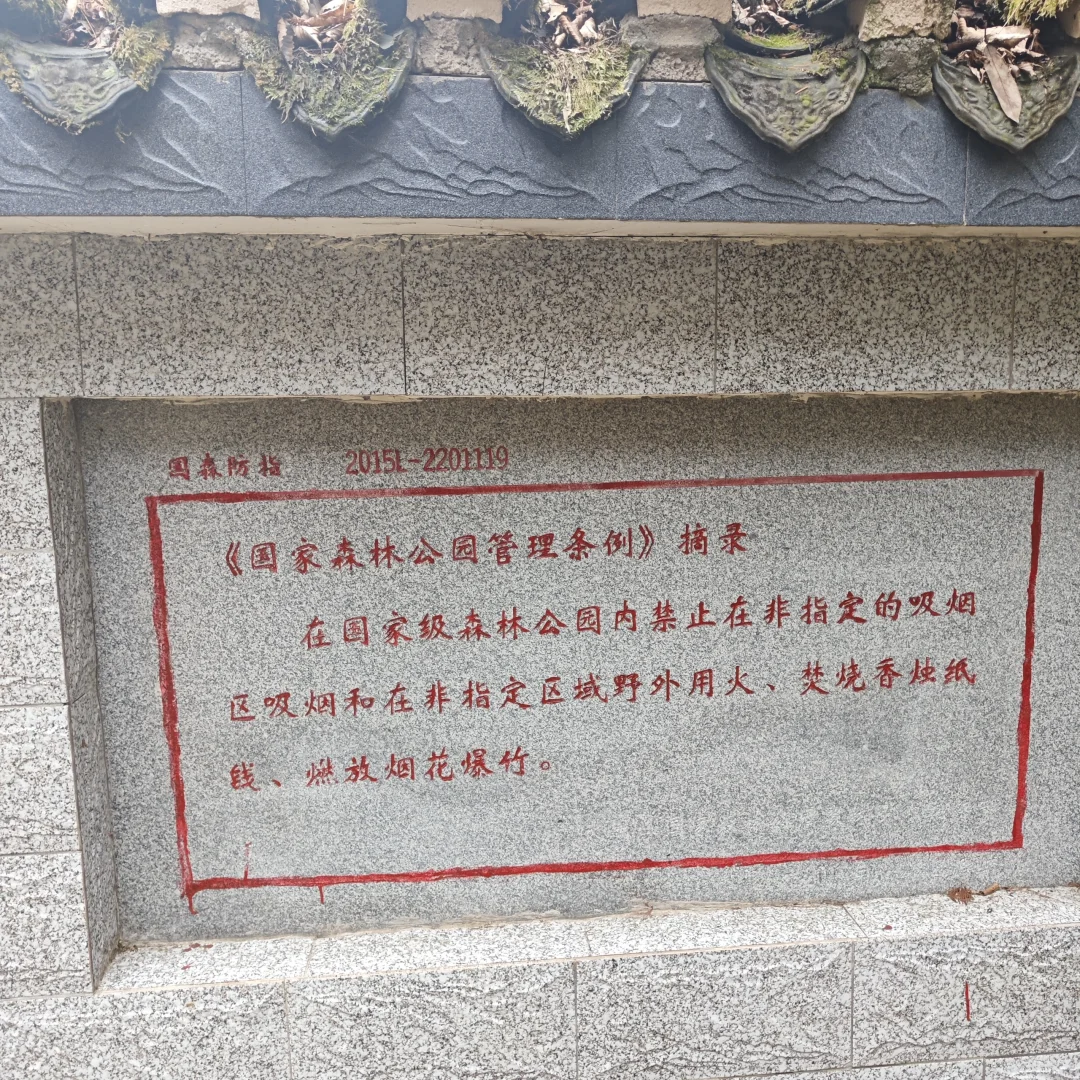 国森防指 2015L-2201119
《国家森林公园管理条例》摘录
在国家级森林公园内禁止在非指定的吸烟
区吸烟和在非指定区域野外用火、焚烧香烛纸
钱、燃放烟花爆竹。